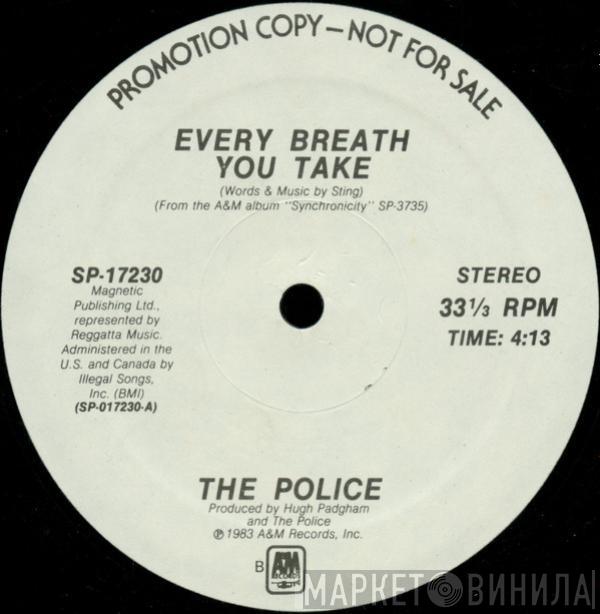 PROMOTION COPY—NOT FOR SALE
EVERY BREATH
YOU TAKE
(Words & Music by Sting)
(From the A&M album "Synchronicity" SP-3735)
SP-17230
Magnetic
Publishing Ltd.,
represented by
Reggatta Music.
Administered in the
U.S. and Canada by
Illegal Songs,
Inc. (BMI)
(SP-017230-A)
STEREO
33 1/3 RPM
TIME: 4:13
THE POLICE
Produced by Hugh Padgham
and The Police
℗ 1983 A&M Records, Inc.
B
A&M
RECORDS
МАРКЕТ ВИНИЛА